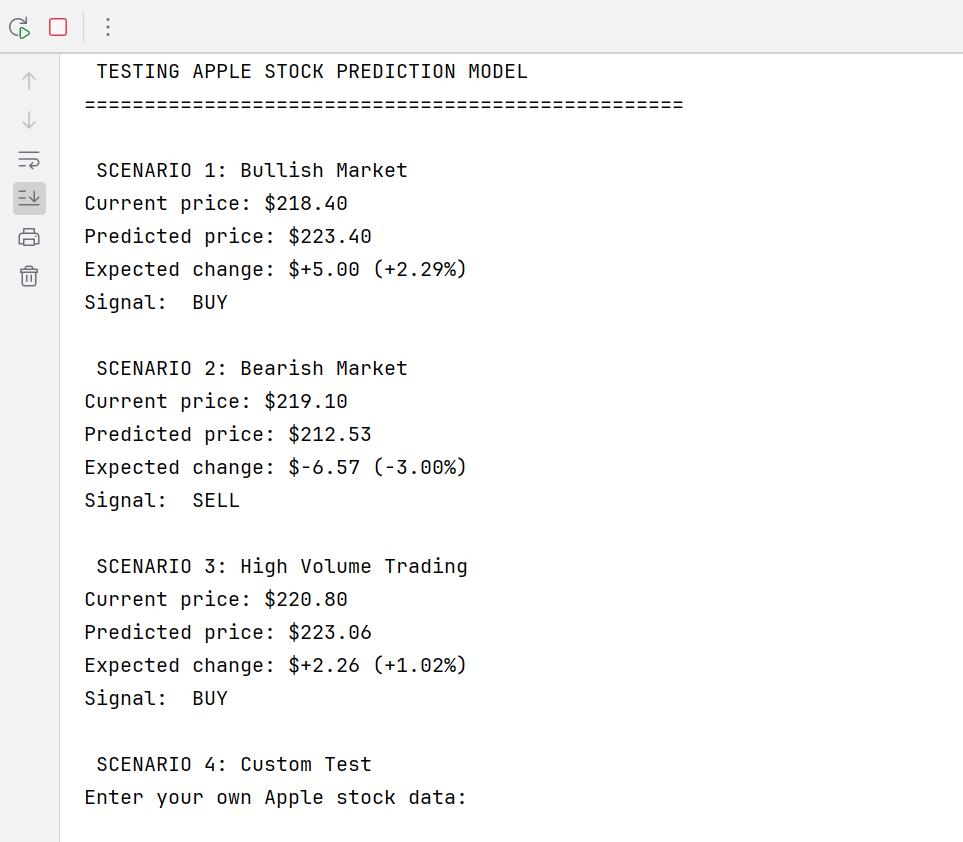 TESTING APPLE STOCK PREDICTION MODEL
==================================================
SCENARIO 1: Bullish Market
Current price: $218.40
Predicted price: $223.40
Expected change: $+5.00 (+2.29%)
Signal:  BUY
SCENARIO 2: Bearish Market
Current price: $219.10
Predicted price: $212.53
Expected change: $-6.57 (-3.00%)
Signal:  SELL
SCENARIO 3: High Volume Trading
Current price: $220.80
Predicted price: $223.06
Expected change: $+2.26 (+1.02%)
Signal:  BUY
SCENARIO 4: Custom Test
Enter your own Apple stock data: